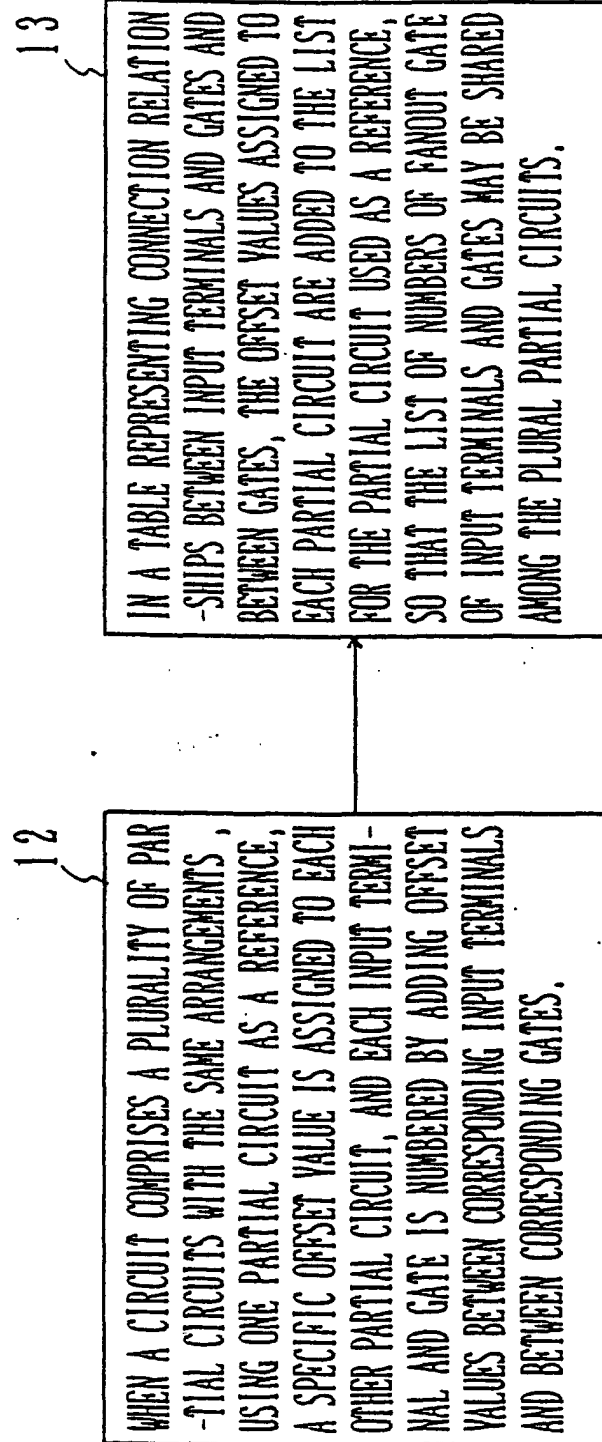 12
WHEN A CIRCUIT COMPRISES A PLURALITY OF PAR
-TIAL CIRCUITS WITH THE SAME ARRANGEMENTS,
USING ONE PARTIAL CIRCUIT AS A REFERENCE,
A SPECIFIC OFFSET VALUE IS ASSIGNED TO EACH
OTHER PARTIAL CIRCUIT, AND EACH INPUT TERMI-
NAL AND GATE IS NUMBERED BY ADDING OFFSET
VALUES BETWEEN CORRESPONDING INPUT TERMINALS
AND BETWEEN CORRESPONDING GATES.
13
IN A TABLE REPRESENTING CONNECTION RELATION
-SHIPS BETWEEN INPUT TERMINALS AND GATES AND
BETWEEN GATES, THE OFFSET VALUES ASSIGNED TO
EACH PARTIAL CIRCUIT ARE ADDED TO THE LIST
FOR THE PARTIAL CIRCUIT USED AS A REFERENCE,
SO THAT THE LIST OF NUMBERS OF FANOUT GATE
OF INPUT TERMINALS AND GATES MAY BE SHARED
AMONG THE PLURAL PARTIAL CIRCUITS.